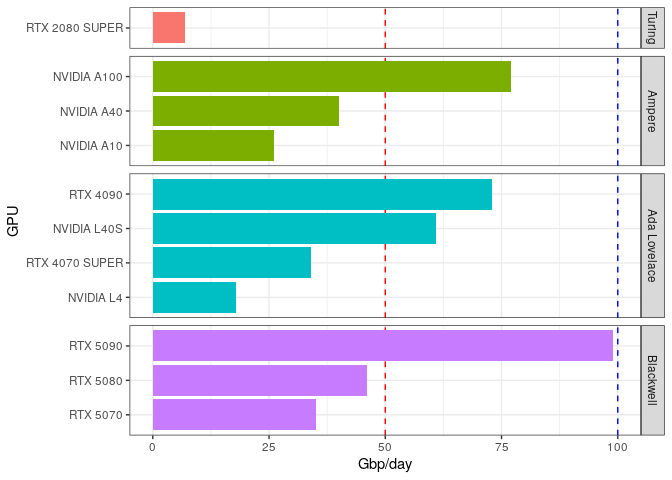 RTX 2080 SUPER
Turing
NVIDIA A100
NVIDIA A40
NVIDIA A10
Ampere
RTX 4090
NVIDIA L40S
RTX 4070 SUPER
NVIDIA L4
Ada Lovelace
RTX 5090
RTX 5080
RTX 5070
Blackwell
GPU
0 25 50 75 100
Gbp/day